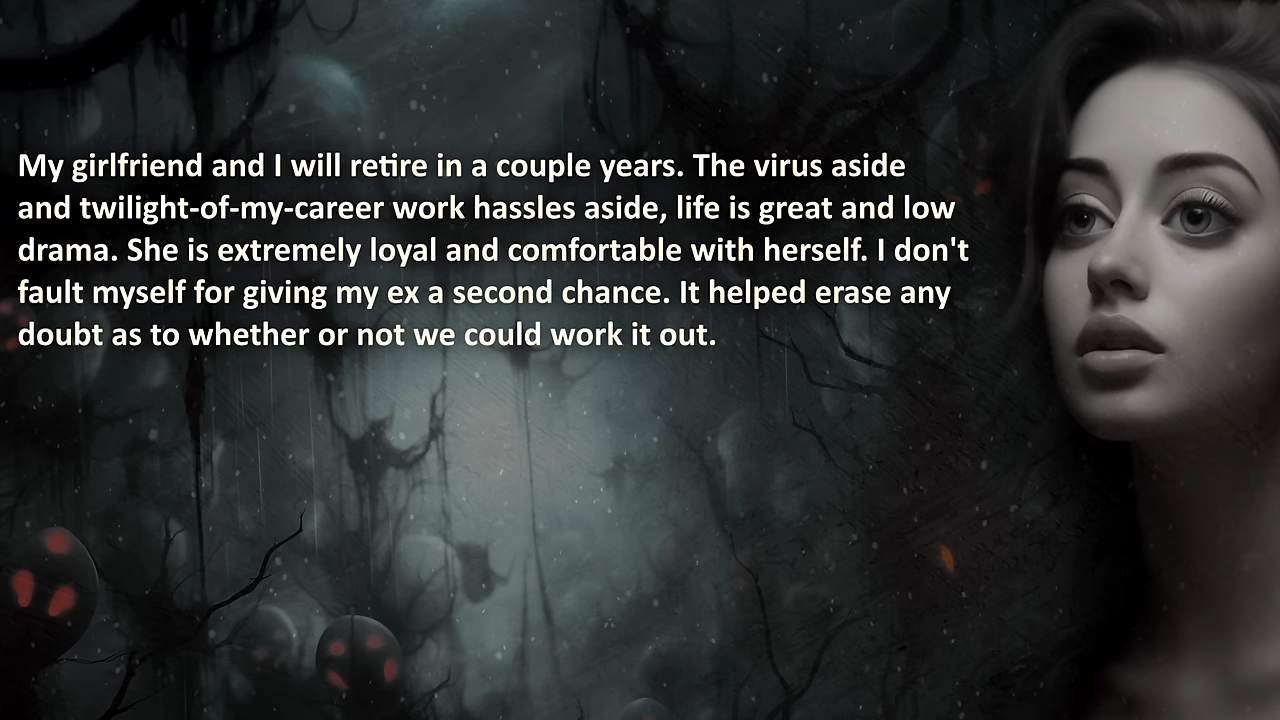 My girlfriend and I will retire in a couple years. The virus aside
and twilight-of-my-career work hassles aside, life is great and low
drama. She is extremely loyal and comfortable with herself. I don't
fault myself for giving my ex a second chance. It helped erase any
doubt as to whether or not we could work it out.